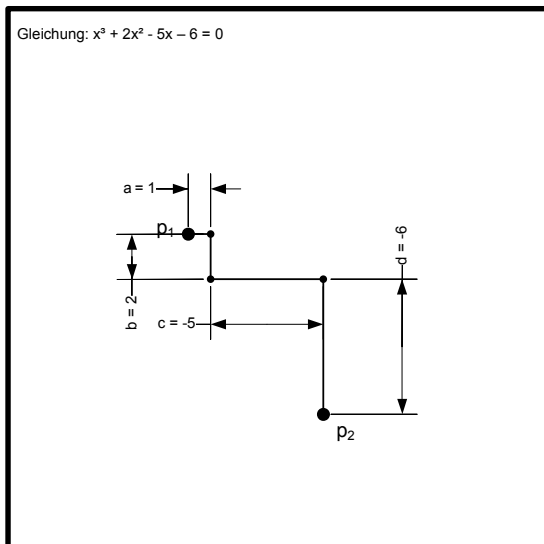 Gleichung: x³ + 2x² - 5x – 6 = 0
a = 1
p₁
b = 2
c = -5
d = -6
p₂